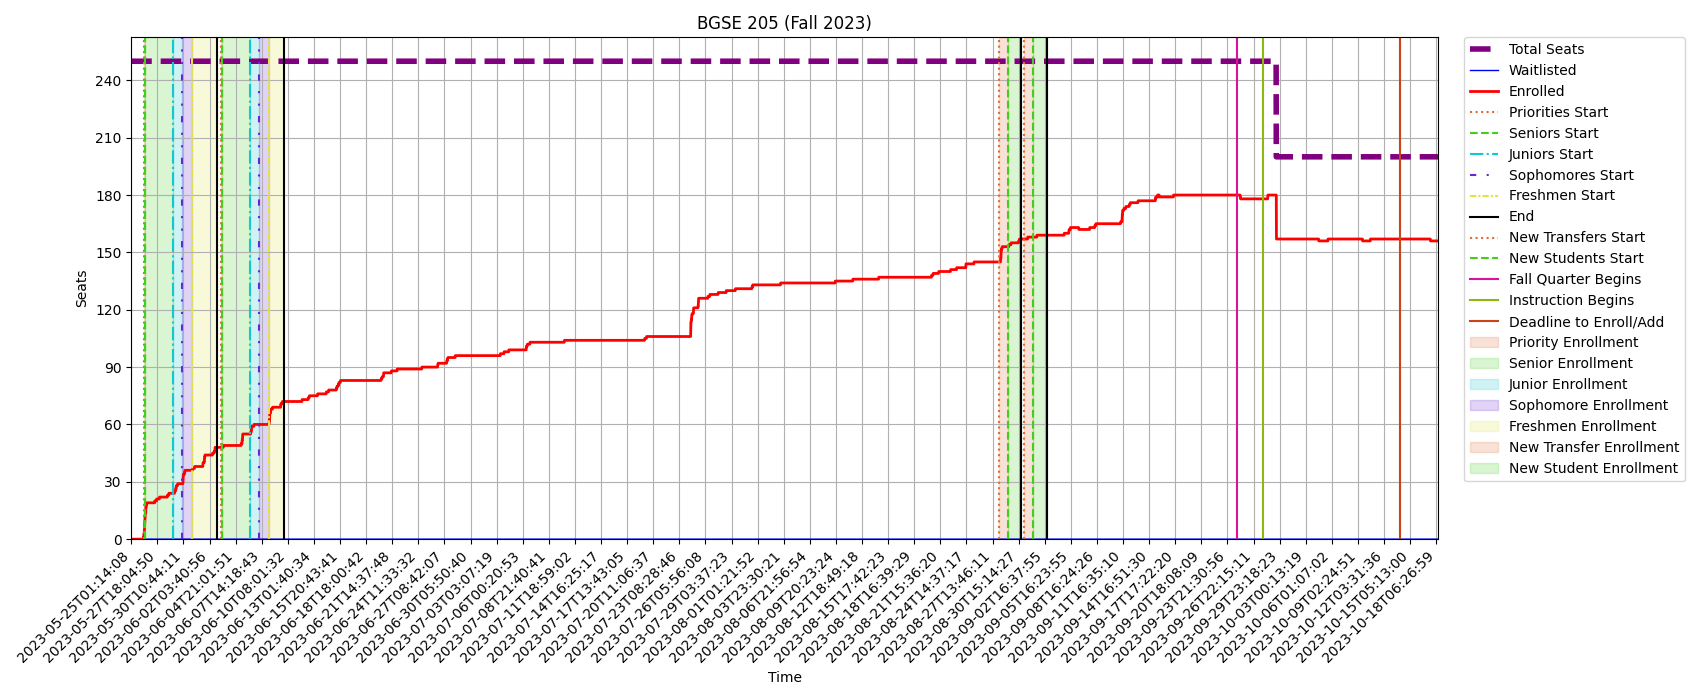 BGSE 205 (Fall 2023)
Seats
240
210
180
150
120
90
60
30
0
2023-05-25T01:14:08
2023-05-27T18:04:50
2023-05-30T10:44:11
2023-06-02T03:40:56
2023-06-04T21:01:51
2023-06-07T14:18:43
2023-06-10T08:01:32
2023-06-13T01:40:34
2023-06-15T20:43:41
2023-06-18T18:00:42
2023-06-21T14:37:48
2023-06-24T11:33:32
2023-06-27T08:42:07
2023-06-30T05:50:40
2023-07-03T03:07:19
2023-07-06T00:20:53
2023-07-08T21:40:41
2023-07-11T18:59:02
2023-07-14T16:25:17
2023-07-17T13:43:05
2023-07-20T11:06:37
2023-07-23T08:28:46
2023-07-26T05:56:08
2023-07-29T03:37:23
2023-08-01T01:21:52
2023-08-03T23:30:21
2023-08-06T21:56:54
2023-08-09T20:23:24
2023-08-12T18:49:18
2023-08-15T17:42:23
2023-08-18T16:39:29
2023-08-21T15:36:20
2023-08-24T14:37:17
2023-08-27T13:46:11
2023-08-30T15:14:27
2023-09-02T16:37:55
2023-09-05T16:23:55
2023-09-08T16:24:26
2023-09-11T16:35:10
2023-09-14T16:51:30
2023-09-17T17:22:20
2023-09-20T18:08:09
2023-09-23T21:30:56
2023-09-26T22:15:11
2023-09-29T23:18:23
2023-10-03T00:13:19
2023-10-06T01:07:02
2023-10-09T02:24:51
2023-10-12T03:31:36
2023-10-15T05:13:00
2023-10-18T06:26:59
Time
Total Seats
Waitlisted
Enrolled
Priorities Start
Seniors Start
Juniors Start
Sophomores Start
Freshmen Start
End
New Transfers Start
New Students Start
Fall Quarter Begins
Instruction Begins
Deadline to Enroll/Add
Priority Enrollment
Senior Enrollment
Junior Enrollment
Sophomore Enrollment
Freshmen Enrollment
New Transfer Enrollment
New Student Enrollment